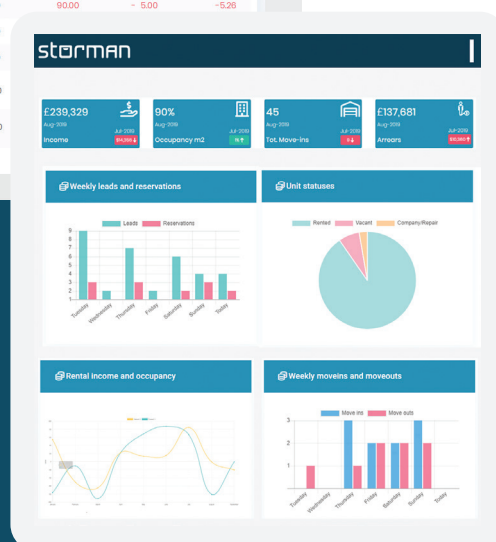 90.00 - 5.00 -5.26
storman
£239,329
Aug-2019
Jul-2019
Income
90%
Aug-2019
Jul-2019
Occupancy m2
45
Aug-2019
Jul-2019
Tot. Move-ins
£137,681
Aug-2019
Jul-2019
Arrears
Weekly leads and reservations
Leads Reservations
9
8
7
6
5
4
3
2
1
Tuesday Wednesday Thursday Friday Saturday Sunday Today
Unit statuses
Rented Vacant Company/Repair
Rental income and occupancy
Weekly moveins and moveouts
Move ins Move outs
3
2
1
Tuesday Wednesday Thursday Friday Saturday Sunday Today